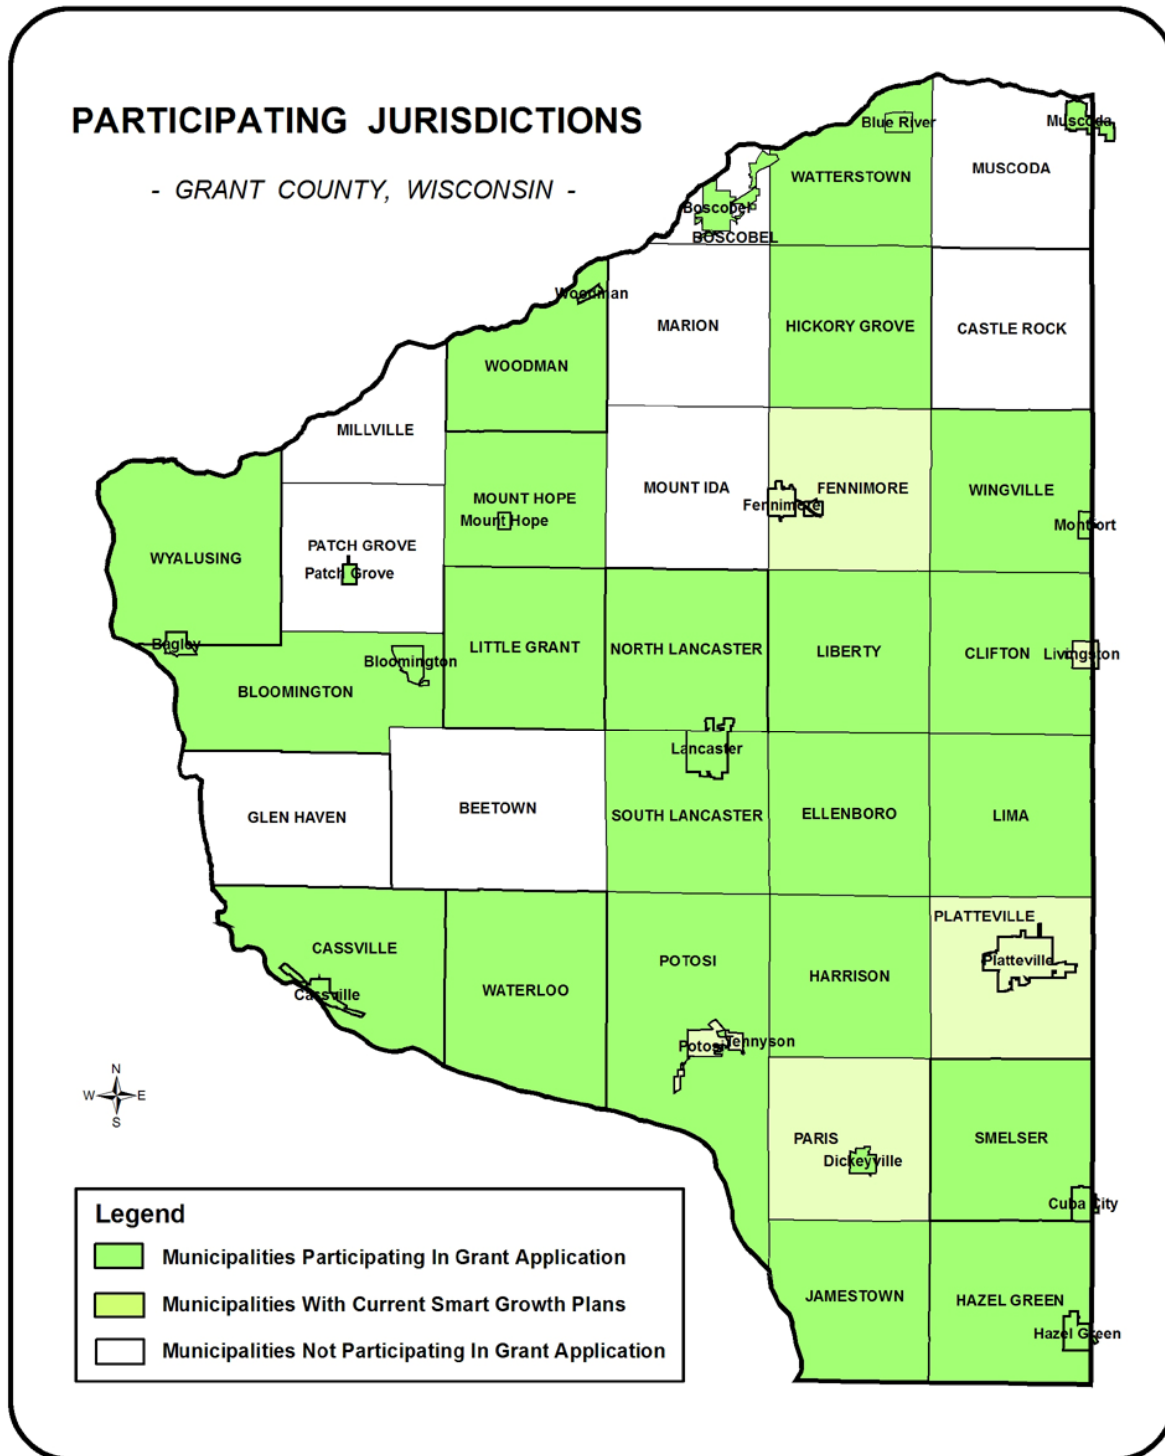 PARTICIPATING JURISDICTIONS
- GRANT COUNTY, WISCONSIN -
Blue River
Muscoda
WATTERSTOWN
MUSCODA
Boscobel
BOSCOBEL
Woodman
MARION
HICKORY GROVE
CASTLE ROCK
WOODMAN
MILLVILLE
MOUNT HOPE
MOUNT IDA
FENNIMORE
WINGVILLE
Fennimore
Mount Hope
Montfort
PATCH GROVE
WYALUSING
Patch Grove
Bagley
LITTLE GRANT
NORTH LANCASTER
LIBERTY
CLIFTON
Livingston
Bloomington
BLOOMINGTON
Lancaster
GLEN HAVEN
BEETOWN
SOUTH LANCASTER
ELLENBORO
LIMA
PLATTEVILLE
CASSVILLE
POTOSI
Platteville
HARRISON
WATERLOO
Cassville
Potosi
Tennyson
N
W
E
S
PARIS
SMELSER
Dickeyville
Cuba City
JAMESTOWN
HAZEL GREEN
Hazel Green
Legend
Municipalities Participating In Grant Application
Municipalities With Current Smart Growth Plans
Municipalities Not Participating In Grant Application